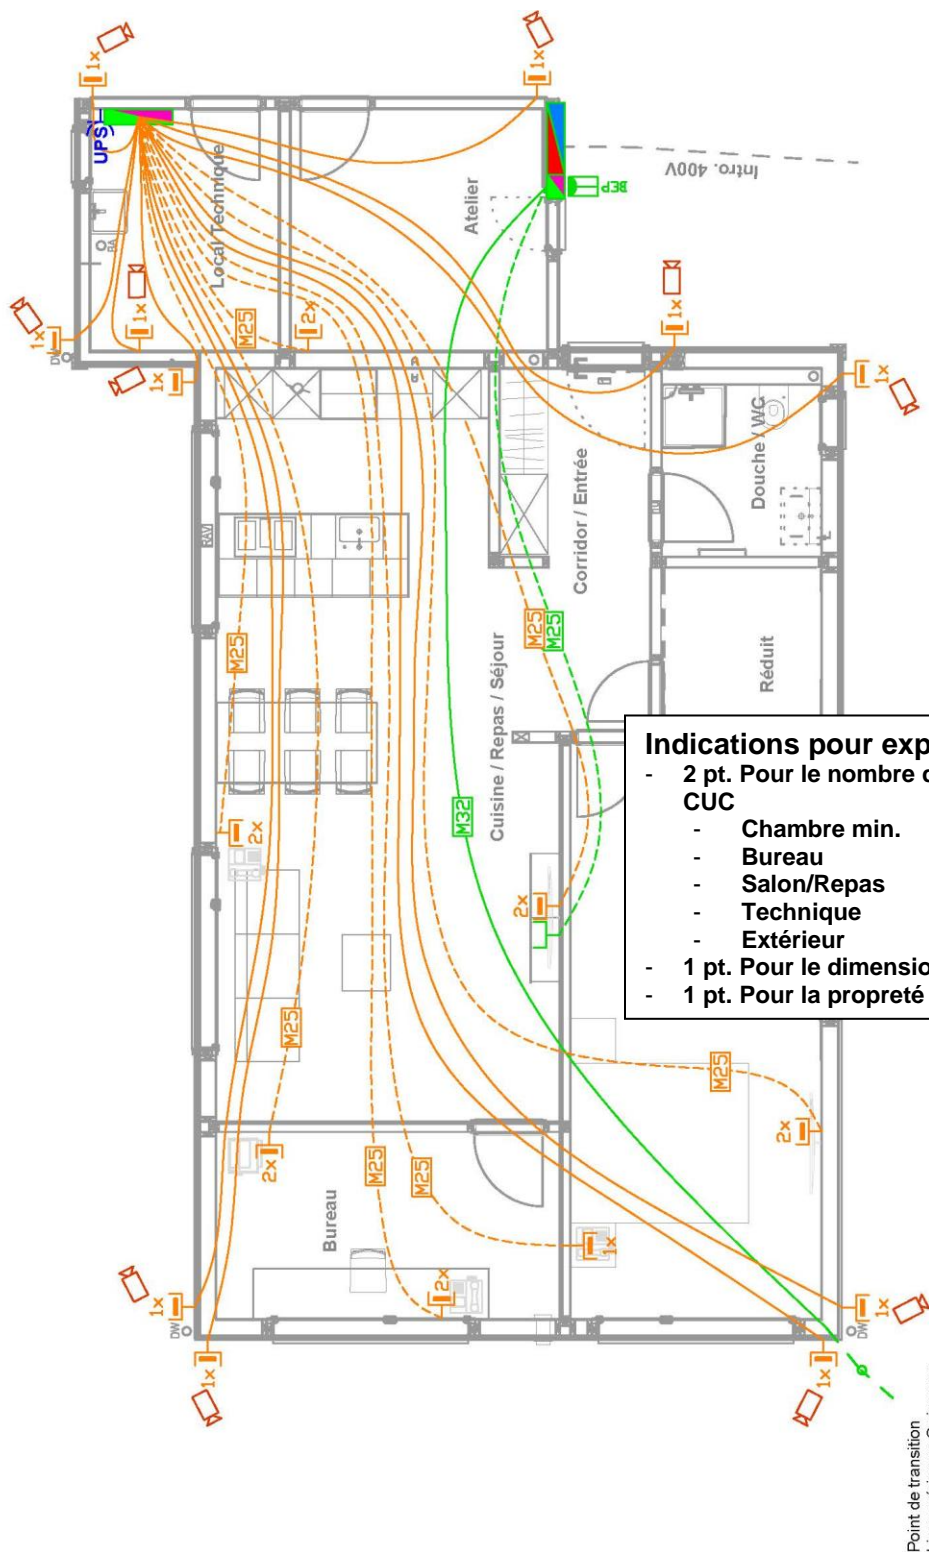 1x
1x
UPS
Local Technique
Intro. 400V
BEP
Atelier
RA
1x
1x
M25
2x
1x
DW
1x
1x
Douche / WC
Corridor / Entrée
RAV
M25
M25
M25
Cuisine / Repas / Séjour
Réduit
Indications pour exp
- 2 pt. Pour le nombre
CUC
- Chambre min.
- Bureau
- Salon/Repas
- Technique
- Extérieur
- 1 pt. Pour le dimensio
- 1 pt. Pour la propreté
M32
2x
2x
M25
M25
2x
2x
M25
M25
Bureau
1x
2x
1x
DW
1x
DW
1x
1x
Point de transition